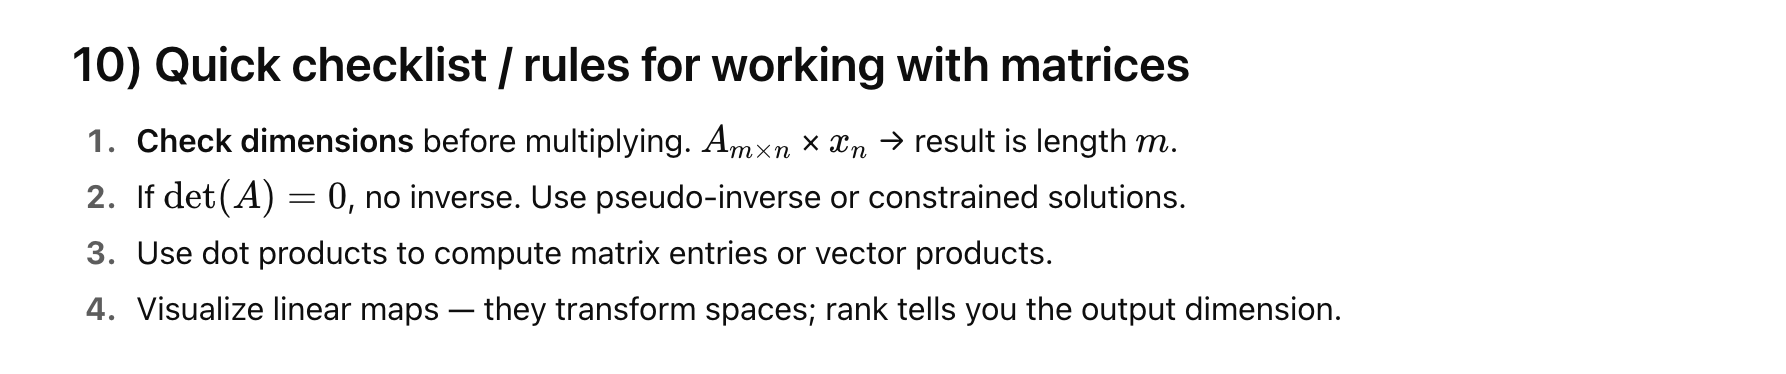 10) Quick checklist / rules for working with matrices
1. Check dimensions before multiplying. $A_{m \times n} \times x_n$ → result is length $m$.
2. If $\det(A) = 0$, no inverse. Use pseudo-inverse or constrained solutions.
3. Use dot products to compute matrix entries or vector products.
4. Visualize linear maps — they transform spaces; rank tells you the output dimension.